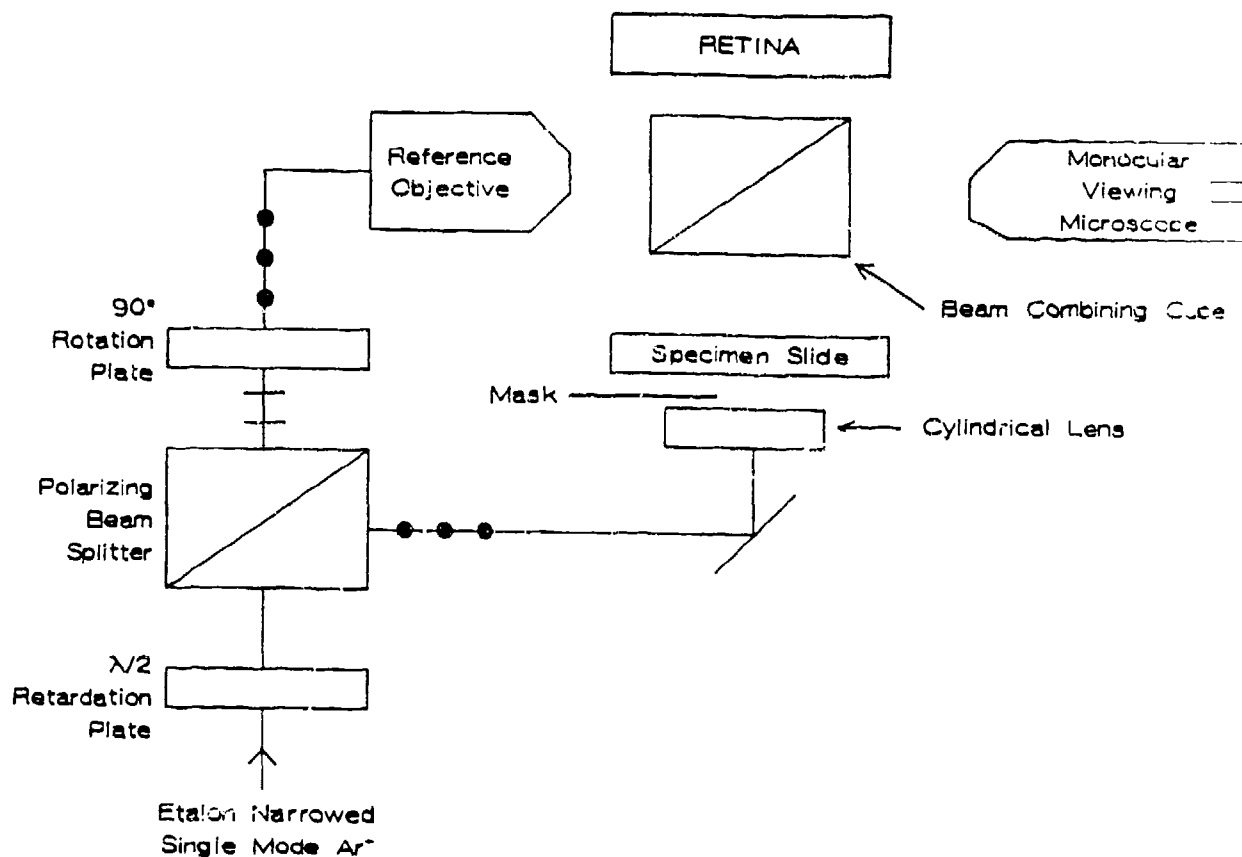 RETINA
Reference
Objective
Monocular
Viewing
Microscope
90°
Rotation
Plate
Beam Combining Cube
Specimen Slide
Mask
Cylindrical Lens
Polarizing
Beam
Splitter
λ/2
Retardation
Plate
Etalon Narrowed
Single Mode Ar⁺